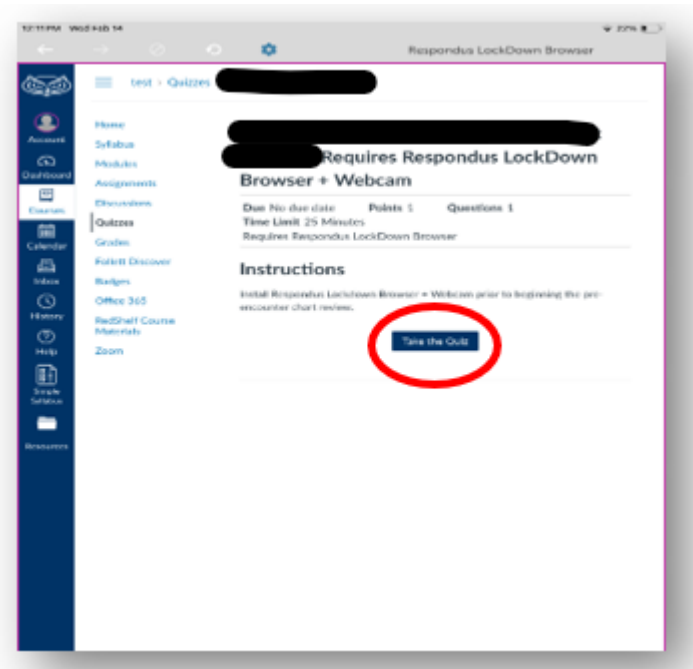 12:11 PM Wed Feb 14
22%
Respondus LockDown Browser
test > Quizzes
Account
Dashboard
Courses
Calendar
Inbox
History
Help
Simple
Syllabus
Resources
Home
Syllabus
Modules
Assignments
Discussions
Quizzes
Grades
Follett Discover
Badges
Office 365
RedShelf Course
Materials
Zoom
Requires Respondus LockDown
Browser + Webcam
Due No due date Points 1 Questions 1
Time Limit 25 Minutes
Requires Respondus LockDown Browser
Instructions
Install Respondus Lockdown Browser + Webcam prior to beginning the pre-
encounter chart review.
Take the Quiz